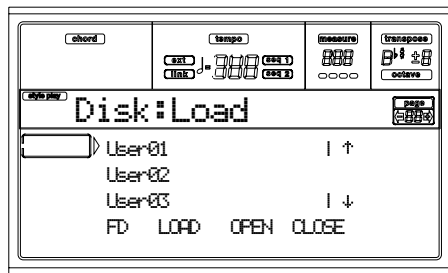 chord tempo measure transpose
ext link ♩= seq 1 seq 2
octave
style play Disk:Load page
User01 | ↑
User02
User03 | ↓
FD LOAD OPEN CLOSE